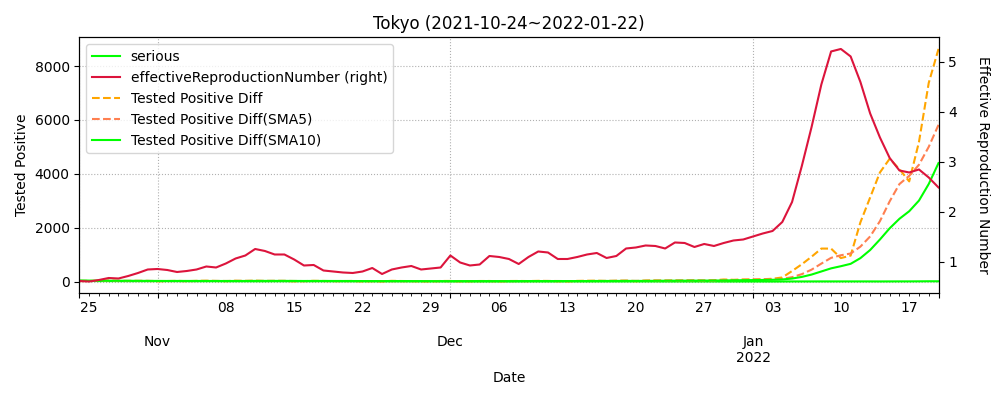 Tokyo (2021-10-24~2022-01-22)
serious
effectiveReproductionNumber (right)
Tested Positive Diff
Tested Positive Diff(SMA5)
Tested Positive Diff(SMA10)
Tested Positive
8000
6000
4000
2000
0
5
4
3
2
1
Effective Reproduction Number
25 08 15 22 29 06 13 20 27 03 10 17
Nov Dec Jan
2022
Date